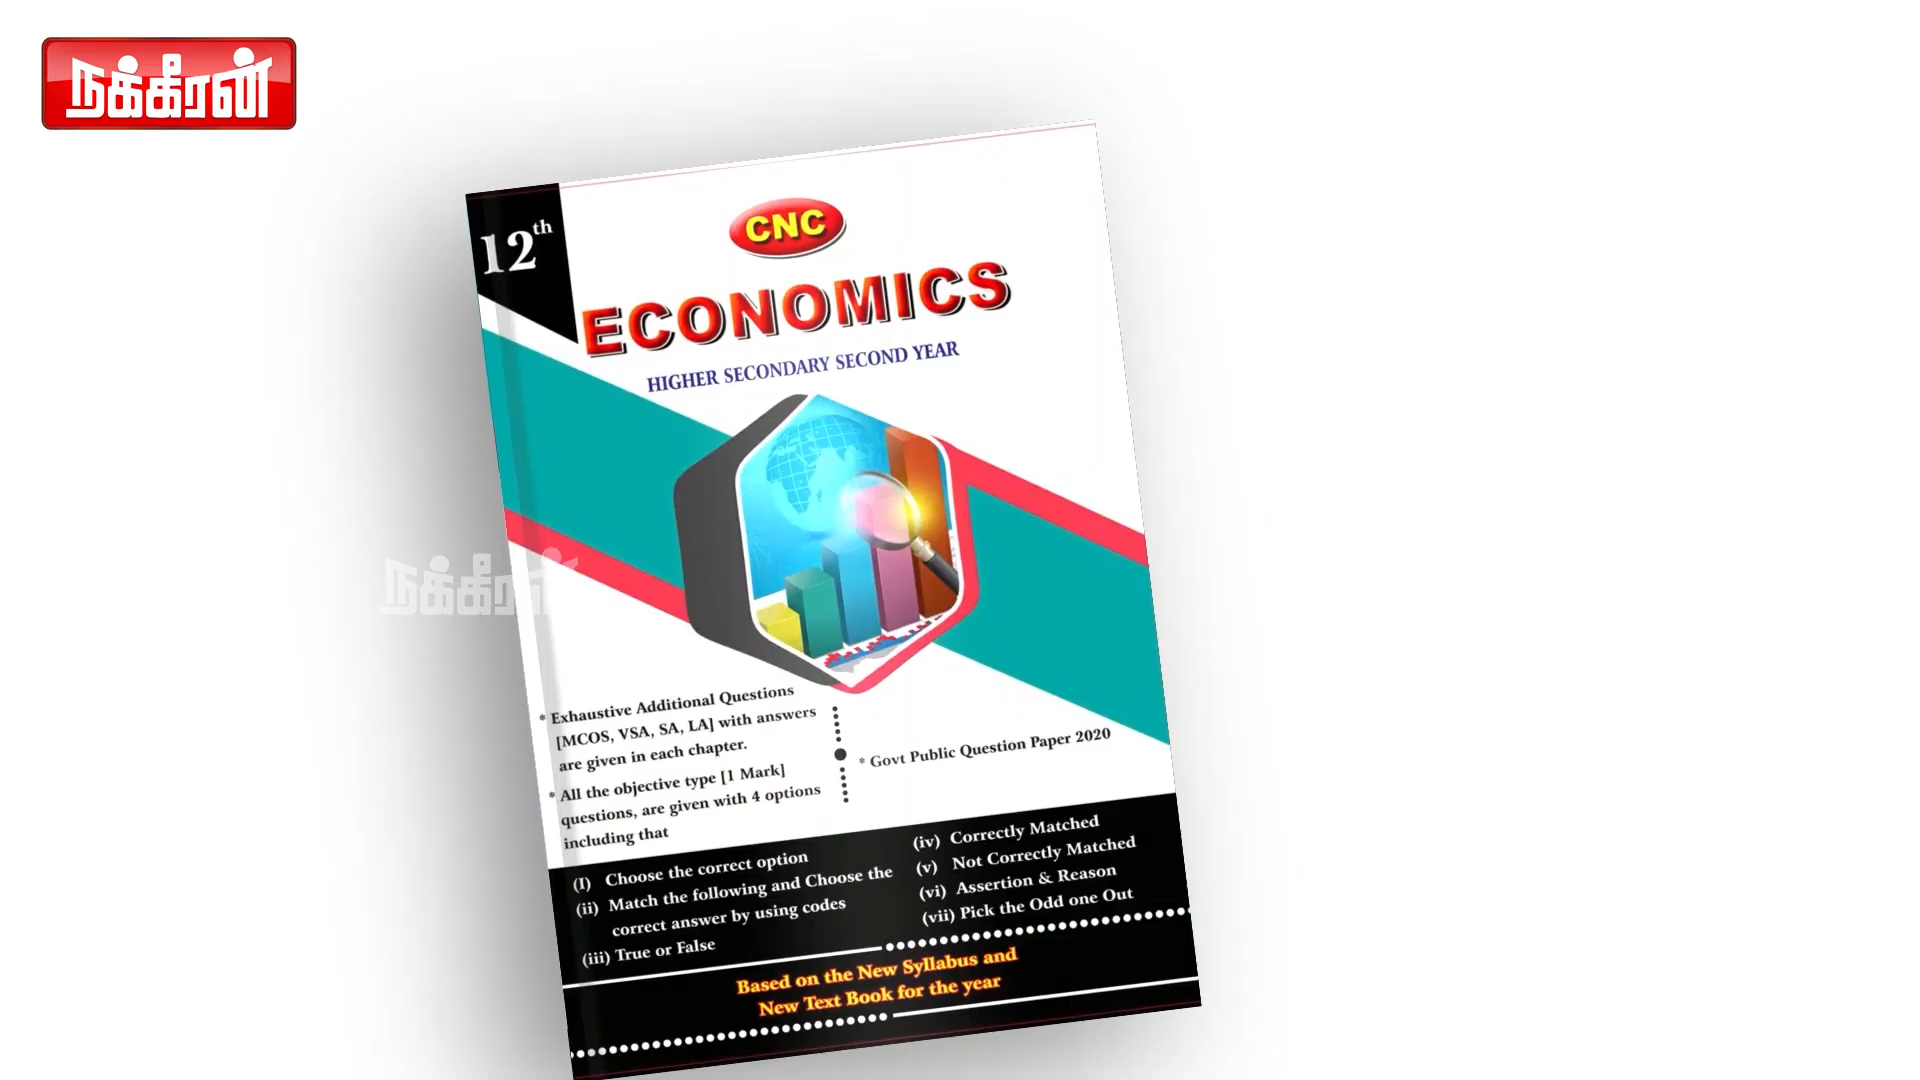 நக்கீரன்
12th
CNC
ECONOMICS
HIGHER SECONDARY SECOND YEAR
நக்கீரன்
* Exhaustive Additional Questions
[MCOS, VSA, SA, LA] with answers
are given in each chapter.
* All the objective type [1 Mark]
questions, are given with 4 options
including that
* Govt Public Question Paper 2020
(I) Choose the correct option
(ii) Match the following and Choose the
correct answer by using codes
(iii) True or False
(iv) Correctly Matched
(v) Not Correctly Matched
(vi) Assertion & Reason
(vii) Pick the Odd one Out
Based on the New Syllabus and
New Text Book for the year